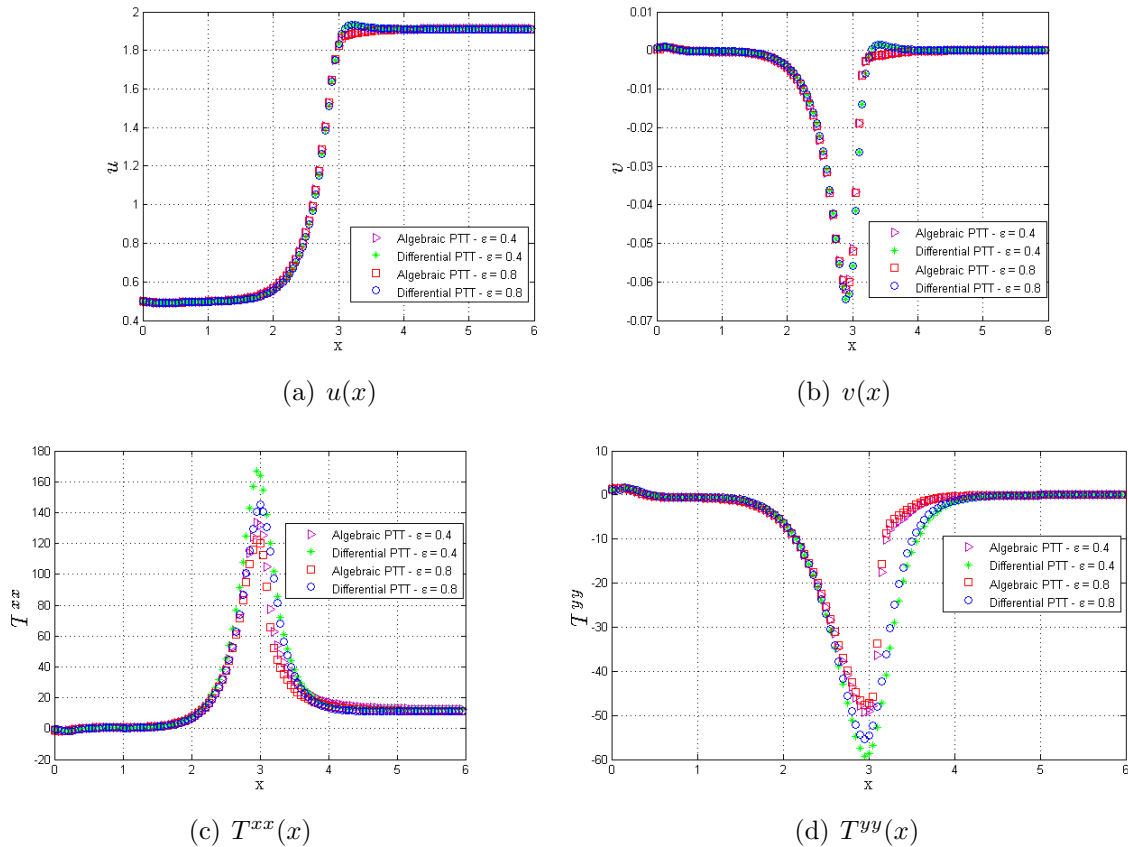 2
1.8
1.6
1.4
1.2
1
0.8
0.6
0.4
0 1 2 3 4 5 6
x
u
Algebraic PTT - ε = 0.4
Differential PTT - ε = 0.4
Algebraic PTT - ε = 0.8
Differential PTT - ε = 0.8
(a) u(x)
0.01
0
-0.01
-0.02
-0.03
-0.04
-0.05
-0.06
-0.07
0 1 2 3 4 5 6
x
v
Algebraic PTT - ε = 0.4
Differential PTT - ε = 0.4
Algebraic PTT - ε = 0.8
Differential PTT - ε = 0.8
(b) v(x)
180
160
140
120
100
80
60
40
20
0
-20
0 1 2 3 4 5 6
x
T^{xx}
Algebraic PTT - ε = 0.4
Differential PTT - ε = 0.4
Algebraic PTT - ε = 0.8
Differential PTT - ε = 0.8
(c) T^{xx}(x)
10
0
-10
-20
-30
-40
-50
-60
0 1 2 3 4 5 6
x
T^{yy}
Algebraic PTT - ε = 0.4
Differential PTT - ε = 0.4
Algebraic PTT - ε = 0.8
Differential PTT - ε = 0.8
(d) T^{yy}(x)